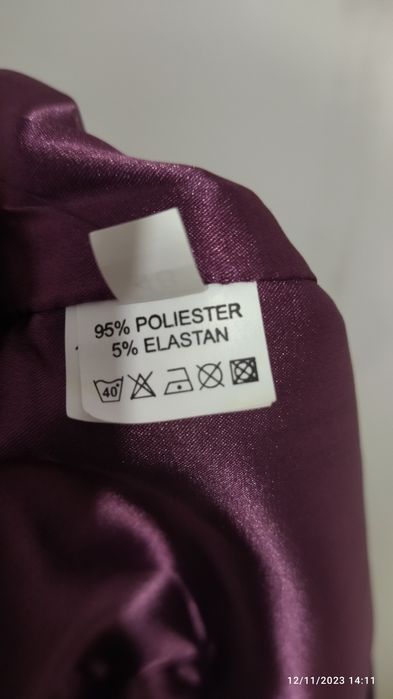 95% POLIESTER
5% ELASTAN
40°
12/11/2023 14:11